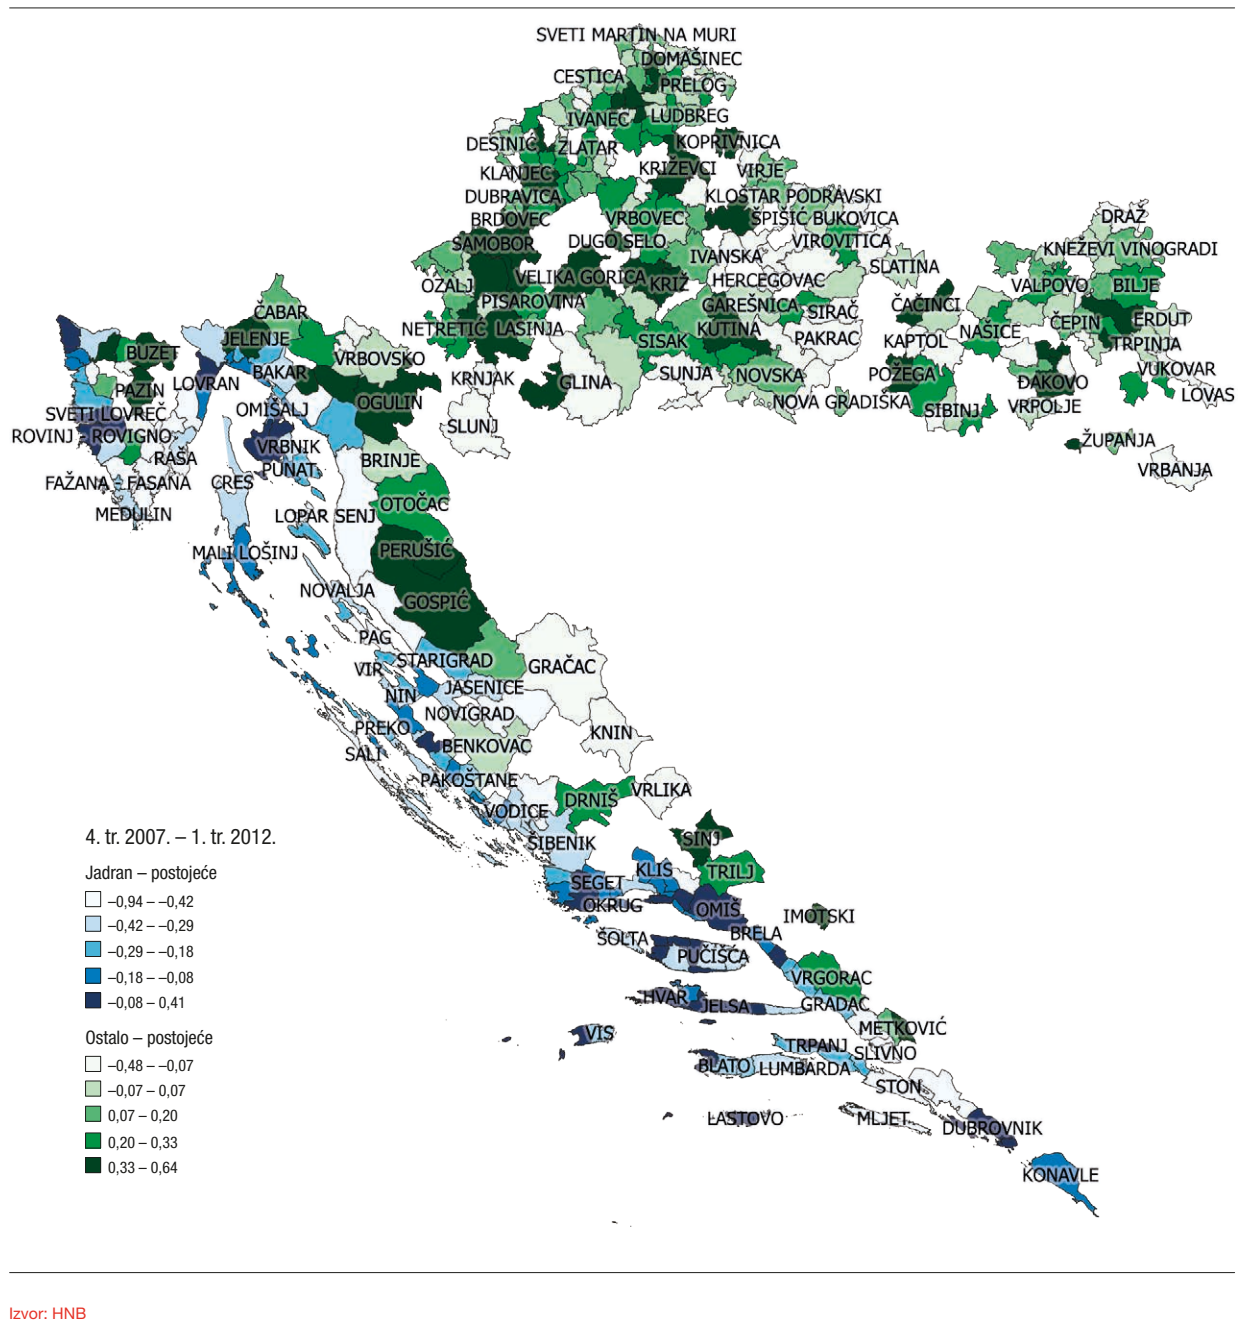 SVETI MARTIN NA MURI
DOMAŠINEC
CESTICA
PRELOG
IVANEC
LUDBREG
DESINIĆ
ZLATAR
KOPRIVNICA
KLANJEC
KRIŽEVCI
VIRJE
DUBRAVICA
KLOŠTAR PODRAVSKI
BRDOVEC
VRBOVEC
ŠPIŠIĆ BUKOVICA
DRAŽ
SAMOBOR
DUGO SELO
VIROVITICA
KNEŽEVI VINOGRADI
IVANSKA
SLATINA
OZALJ
VELIKA GORICA
KRIŽ
HERCEGOVAC
VALPOVO
BILJE
PISAROVINA
GAREŠNICA
SIRAČ
ČAČINCI
ČABAR
NETRETIĆ
LASINJA
KUTINA
NAŠICE
ČEPIN
ERDUT
JELENJE
SISAK
PAKRAC
KAPTOL
TRPINJA
BUZET
VRBOVSKO
BAKAR
KRNJAK
GLINA
SUNJA
NOVSKA
POŽEGA
ĐAKOVO
VUKOVAR
PAZIN
LOVRAN
OGULIN
NOVA GRADIŠKA
SIBINJ
VRPOLJE
LOVAS
SVETI LOVREČ
OMIŠALJ
SLUNJ
ROVINJ - ROVIGNO
VRBNIK
ŽUPANJA
RAŠA
PUNAT
BRINJE
VRBANJA
FAŽANA - FASANA
CRES
MEDULIN
LOPAR
SENJ
OTOČAC
MALI LOŠINJ
PERUŠIĆ
NOVALJA
GOSPIĆ
PAG
STARIGRAD
GRAČAC
VIR
NIN
JASENICE
NOVIGRAD
PREKO
KNIN
SALI
BENKOVAC
PAKOŠTANE
VRLIKA
VODICE
DRNIŠ
4. tr. 2007. – 1. tr. 2012.
ŠIBENIK
SINJ
Jadran – postojeće
KLIS
TRILJ
–0,94 – –0,42
SEGET
–0,42 – –0,29
OKRUG
OMIŠ
IMOTSKI
–0,29 – –0,18
ŠOLTA
BRELA
–0,18 – –0,08
PUČIŠĆA
VRGORAC
–0,08 – 0,41
HVAR
JELSA
GRADAC
Ostalo – postojeće
VIS
METKOVIĆ
–0,48 – –0,07
TRPANJ
SLIVNO
–0,07 – 0,07
BLATO
LUMBARDA
STON
0,07 – 0,20
LASTOVO
MLJET
DUBROVNIK
0,20 – 0,33
0,33 – 0,64
KONAVLE
Izvor: HNB